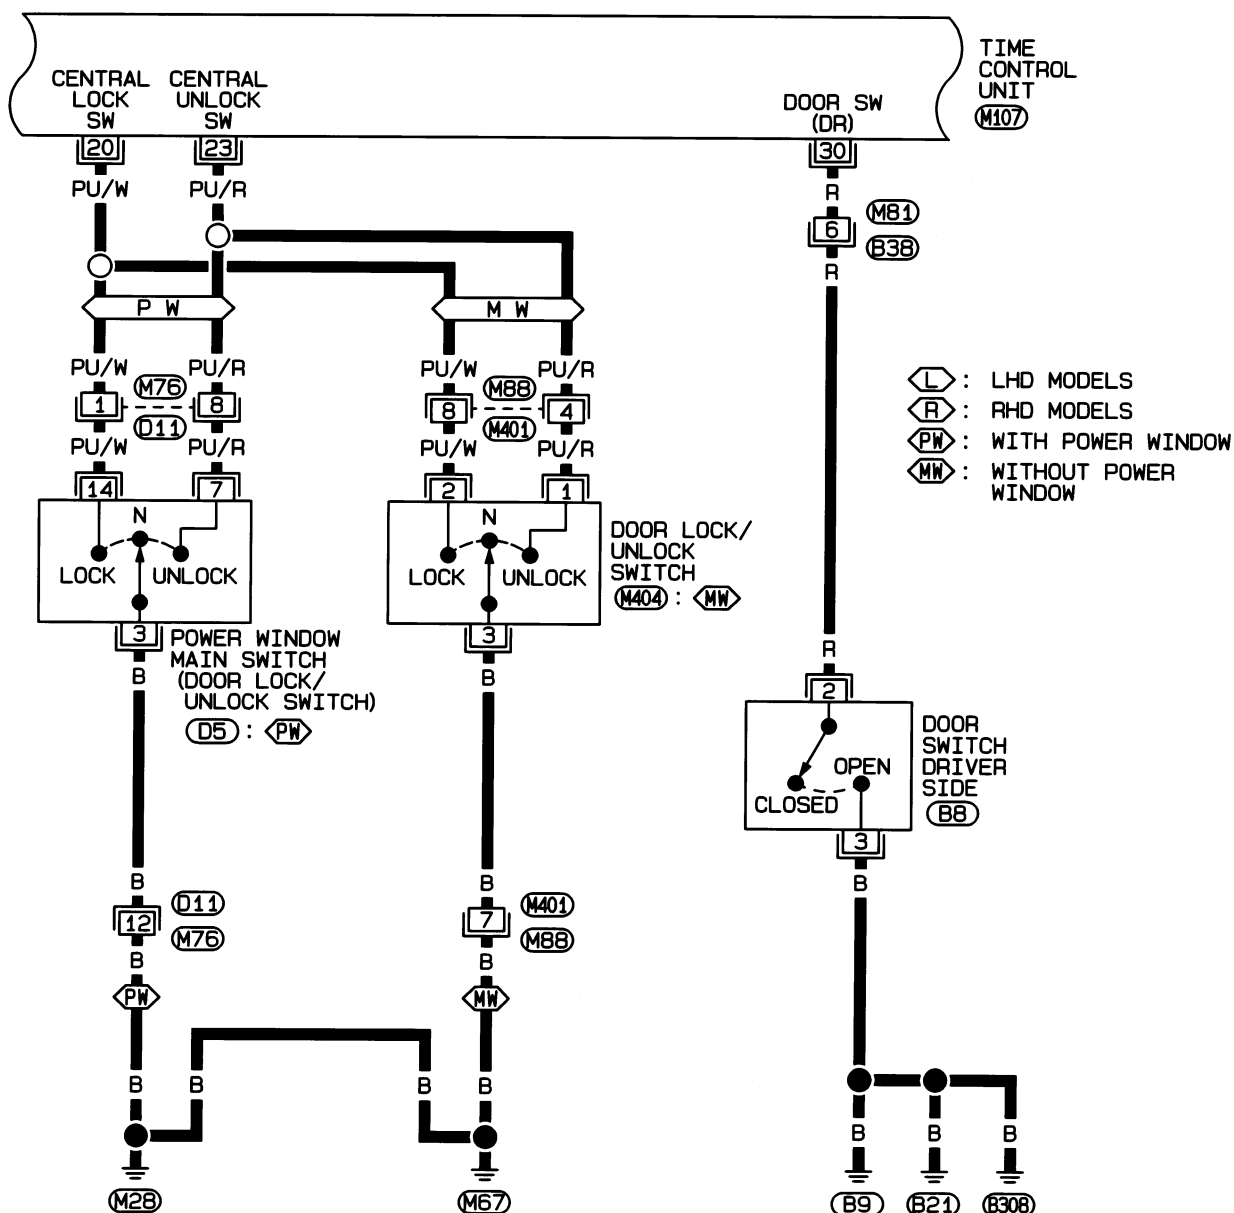 TIME
CONTROL
UNIT
M107
CENTRAL
LOCK
SW
CENTRAL
UNLOCK
SW
DOOR SW
(DR)
20
23
30
PU/W
PU/R
R
6
M81
B38
R
PW
MW
PU/W
PU/R
PU/W
PU/R
1
M76
8
D11
8
M88
4
M401
PU/W
PU/R
PU/W
PU/R
L : LHD MODELS
R : RHD MODELS
PW : WITH POWER WINDOW
MW : WITHOUT POWER
WINDOW
14
7
2
1
N
LOCK
UNLOCK
N
LOCK
UNLOCK
DOOR LOCK/
UNLOCK
SWITCH
M404 : MW
3
3
POWER WINDOW
MAIN SWITCH
(DOOR LOCK/
UNLOCK SWITCH)
D5 : PW
B
B
R
2
OPEN
CLOSED
DOOR
SWITCH
DRIVER
SIDE
B8
3
B
B
B
12
D11
M76
7
M401
M88
B
B
PW
MW
B
B
B
B
B
B
B
M28
M67
B9
B21
B308